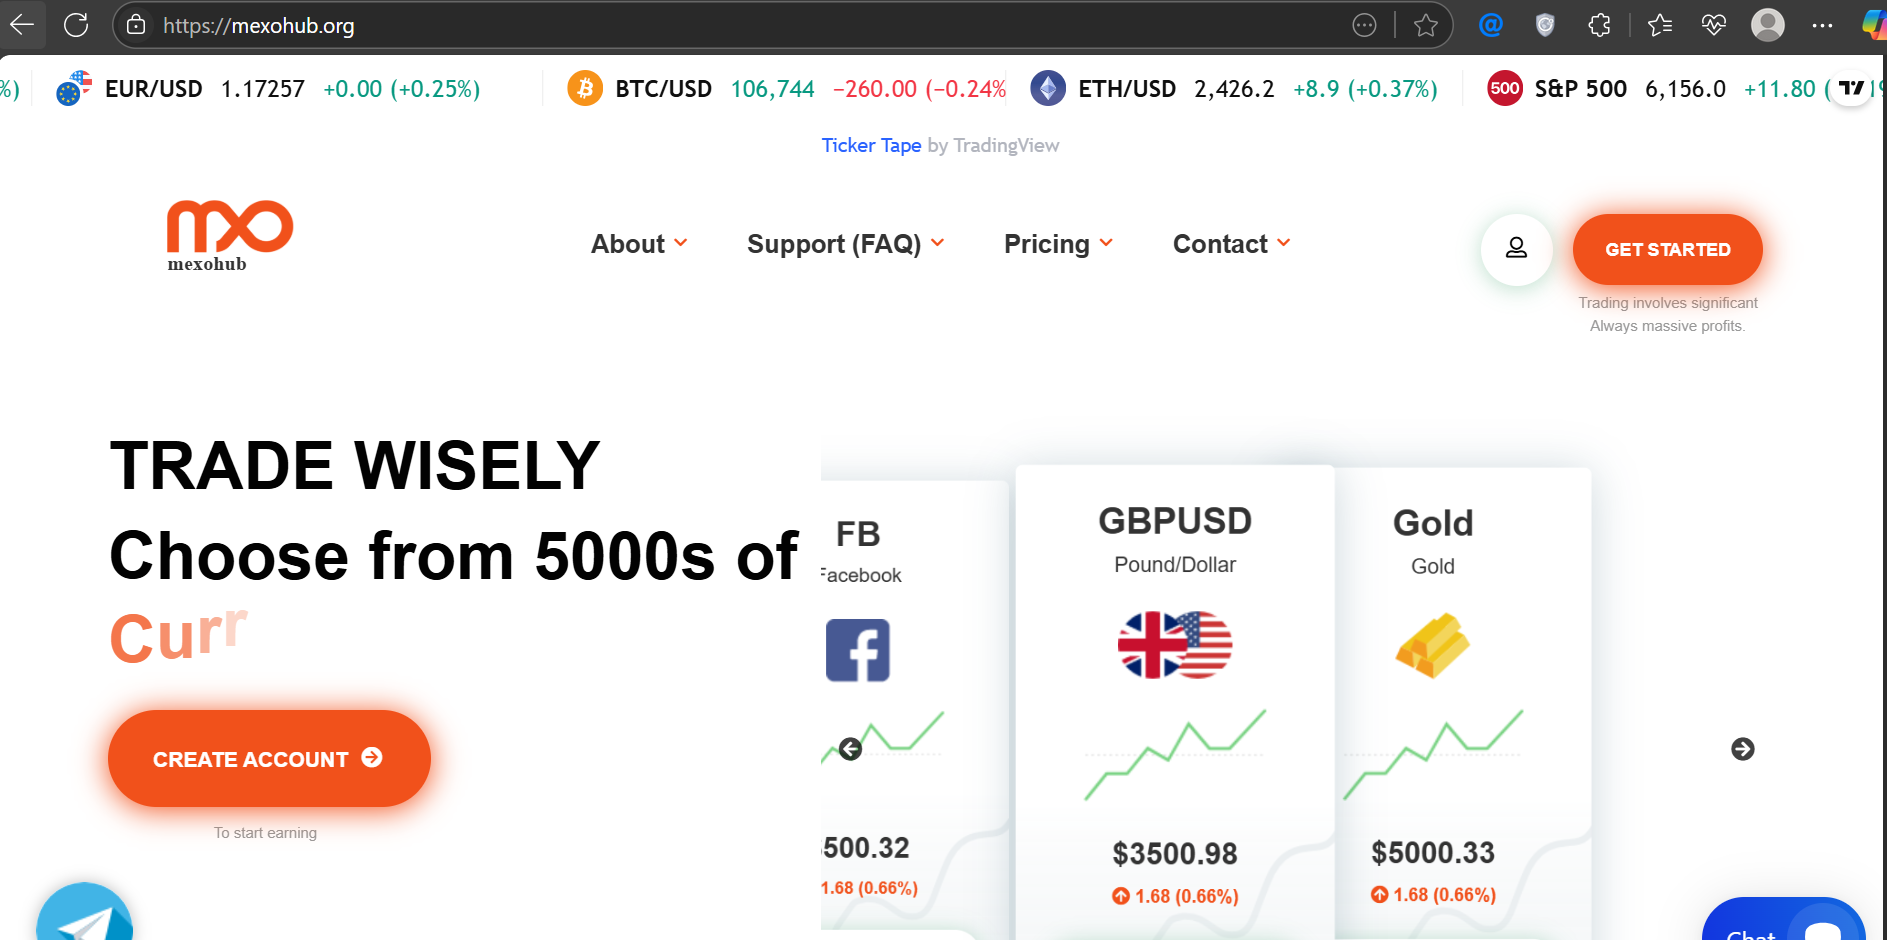 https://mexohub.org
%)
EUR/USD 1.17257 +0.00 (+0.25%)
BTC/USD 106,744 −260.00 (−0.24%
ETH/USD 2,426.2 +8.9 (+0.37%)
500 S&P 500 6,156.0 +11.80 (
Ticker Tape by TradingView
mxo
mexohub
About
Support (FAQ)
Pricing
Contact
GET STARTED
Trading involves significant
Always massive profits.
TRADE WISELY
Choose from 5000s of
Curr
CREATE ACCOUNT
To start earning
FB
Facebook
500.32
1.68 (0.66%)
GBPUSD
Pound/Dollar
$3500.98
1.68 (0.66%)
Gold
Gold
$5000.33
1.68 (0.66%)
Chat